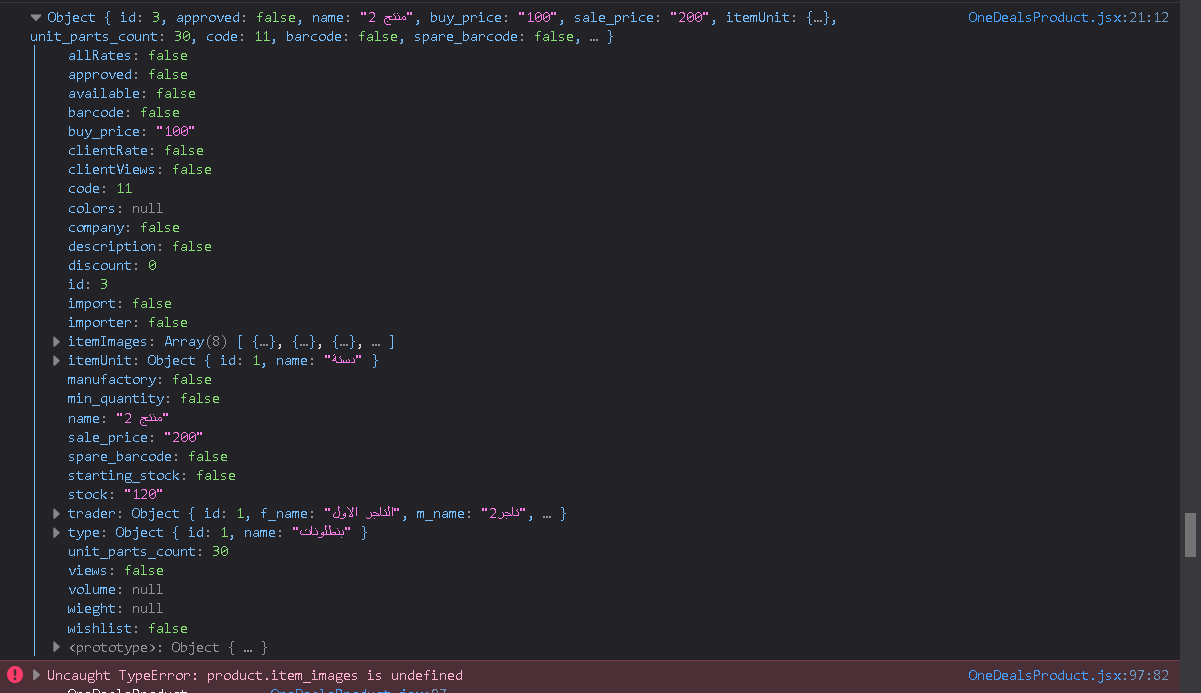 Object { id: 3, approved: false, name: "منتج 2", buy_price: "100", sale_price: "200", itemUnit: {…}, OneDealsProduct.jsx:21:12
unit_parts_count: 30, code: 11, barcode: false, spare_barcode: false, … }
allRates: false
approved: false
available: false
barcode: false
buy_price: "100"
clientRate: false
clientViews: false
code: 11
colors: null
company: false
description: false
discount: 0
id: 3
import: false
importer: false
itemImages: Array(8) [ {…}, {…}, {…}, … ]
itemUnit: Object { id: 1, name: "دستة" }
manufactory: false
min_quantity: false
name: "منتج 2"
sale_price: "200"
spare_barcode: false
starting_stock: false
stock: "120"
trader: Object { id: 1, f_name: "التاجر الاول", m_name: "تاجر2", … }
type: Object { id: 1, name: "بنطلونات" }
unit_parts_count: 30
views: false
volume: null
wieght: null
wishlist: false
<prototype>: Object { … }
Uncaught TypeError: product.item_images is undefined OneDealsProduct.jsx:97:82
OneDealsProduct OneDealsProduct.jsx:97